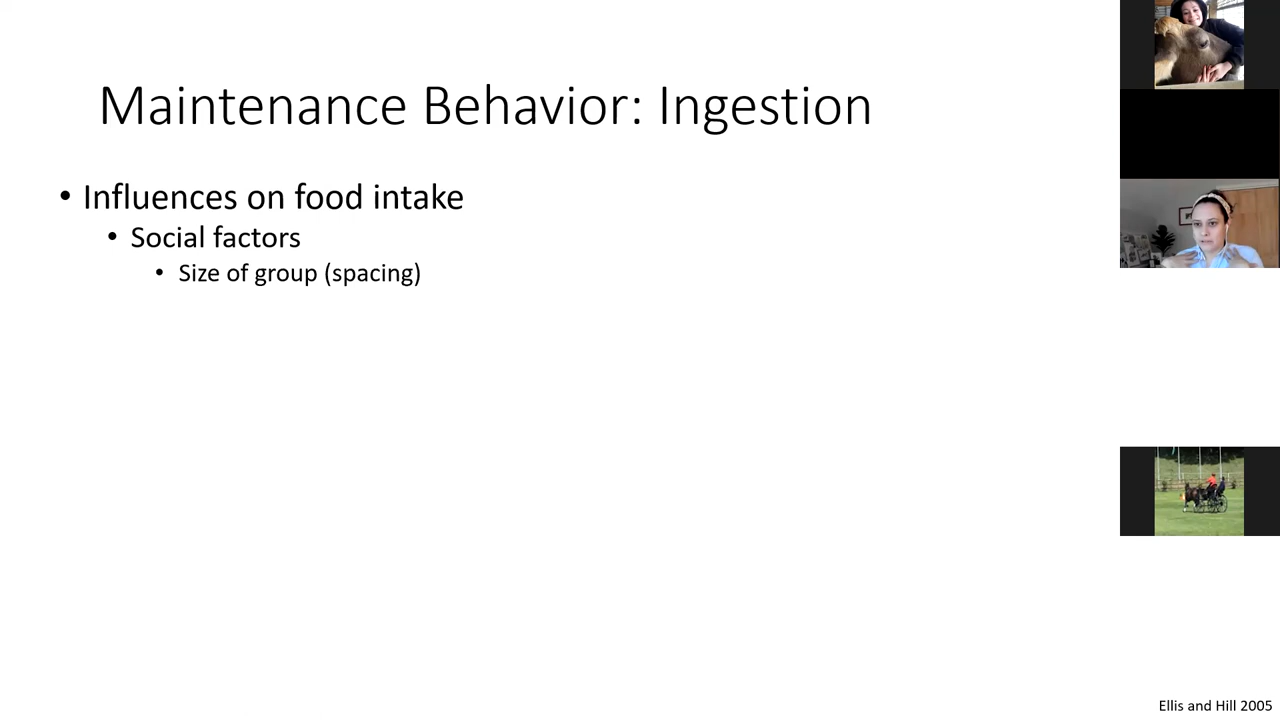 Maintenance Behavior: Ingestion
• Influences on food intake
• Social factors
• Size of group (spacing)
Ellis and Hill 2005